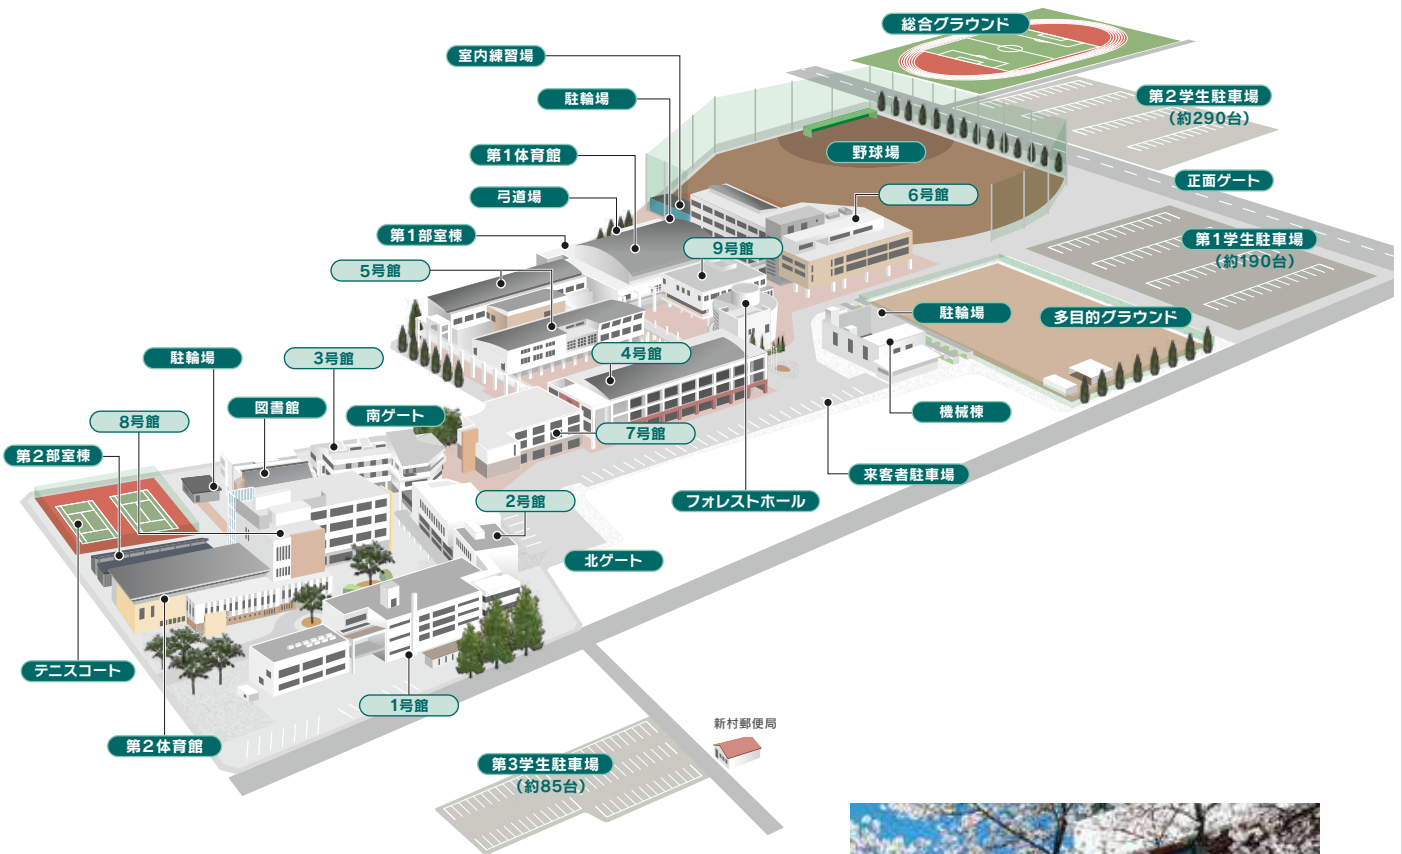 総合グラウンド
室内練習場
駐輪場
第2学生駐車場
（約290台）
第1体育館
野球場
正面ゲート
弓道場
6号館
第1部室棟
9号館
第1学生駐車場
（約190台）
5号館
駐輪場
多目的グラウンド
駐輪場
3号館
4号館
図書館
南ゲート
機械棟
8号館
7号館
第2部室棟
来客者駐車場
2号館
フォレストホール
北ゲート
テニスコート
1号館
新村郵便局
第2体育館
第3学生駐車場
（約85台）